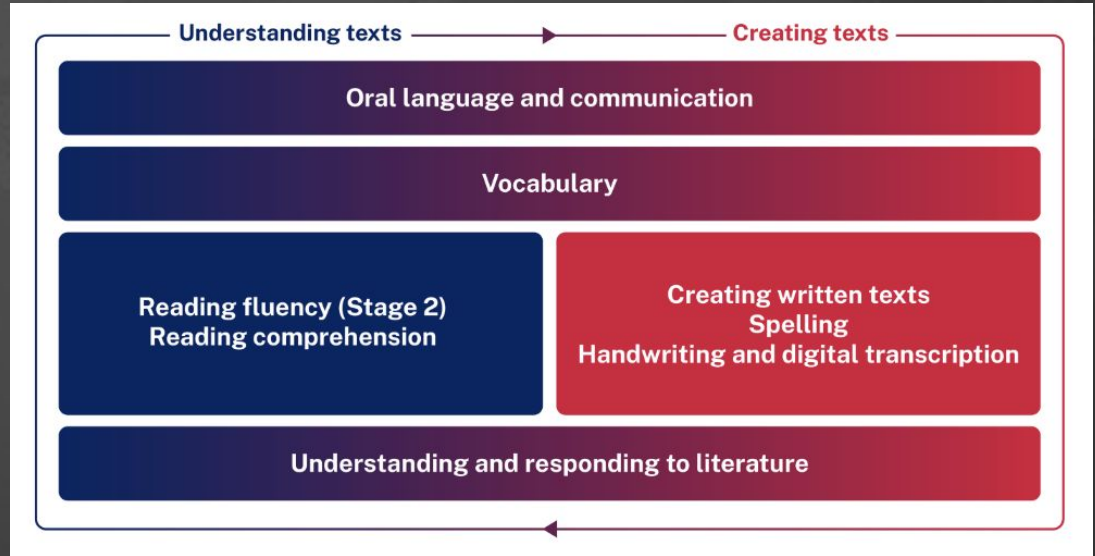 Understanding texts
Creating texts
Oral language and communication
Vocabulary
Reading fluency (Stage 2)
Reading comprehension
Creating written texts
Spelling
Handwriting and digital transcription
Understanding and responding to literature